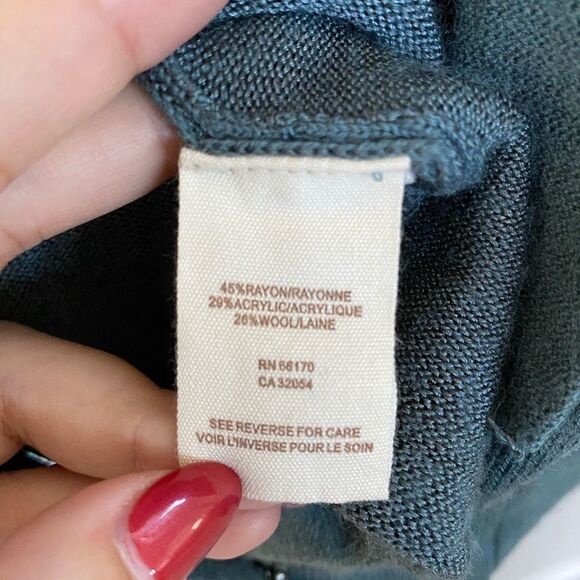 45%RAYON/RAYONNE
29%ACRYLIC/ACRYLIQUE
26%WOOL/LAINE
RN 66170
CA 32054
SEE REVERSE FOR CARE
VOIR L'INVERSE POUR LE SOIN